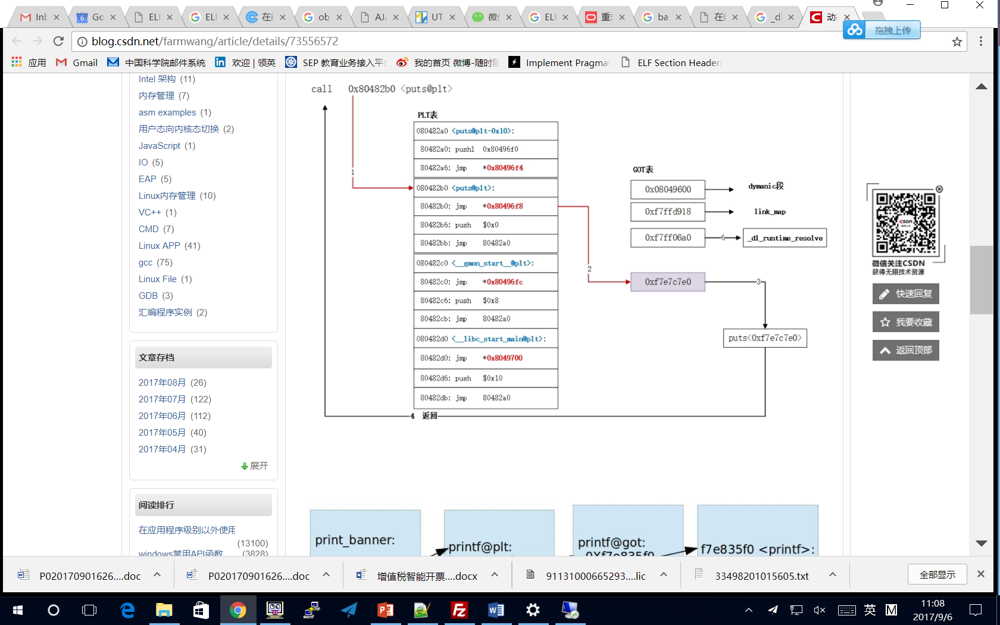 Inb
6 Go
ELI
ELI
在线
ob
AJ
UT
微信
ELI
重定
ba
在线
_dl
动态
拖拽上传
blog.csdn.net/farmwang/article/details/73556572
应用
Gmail
中国科学院邮件系统
欢迎 | 领英
SEP 教育业务接入平台
我的首页 微博-随时随
Implement Pragmas
ELF Section Header
Intel 架构 (11)
内存管理 (7)
asm examples (1)
用户态向内核态切换 (2)
JavaScript (1)
IO (5)
EAP (5)
Linux内存管理 (10)
VC++ (1)
CMD (7)
Linux APP (41)
gcc (75)
Linux File (1)
GDB (3)
汇编程序实例 (2)
文章存档
2017年08月 (26)
2017年07月 (122)
2017年06月 (112)
2017年05月 (40)
2017年04月 (31)
展开
阅读排行
在应用程序级别以外使用
(13100)
windows常用API函数 (3828)
call 0x80482b0 <puts@plt>
PLT表
080482a0 <puts@plt-0x10>:
80482a0: pushl 0x80496f0
80482a6: jmp *0x80496f4
080482b0 <puts@plt>:
80482b0: jmp *0x80496f8
80482b6: push $0x0
80482bb: jmp 80482a0
080482c0 <__gmon_start__@plt>:
80482c0: jmp *0x80496fc
80482c6: push $0x8
80482cb: jmp 80482a0
080482d0 <__libc_start_main@plt>:
80482d0: jmp *0x8049700
80482d6: push $0x10
80482db: jmp 80482a0
1
2
GOT表
0x08049600 dymanic段
0xf7ffd918 link_map
0xf7ff06a0 6 _dl_runtime_resolve
0xf7e7c7e0 3
puts<0xf7e7c7e0>
4 返回
print_banner:
printf@plt:
printf@got:
0Xf7e835f0
f7e835f0 <printf>:
CSDN
微信关注CSDN
获得无限技术资源
快速回复
我要收藏
返回顶部
P020170901626....doc
P020170901626....doc
增值税智能开票....docx
91131000665293....lic
33498201015605.txt
全部显示
英
M
11:08
2017/9/6